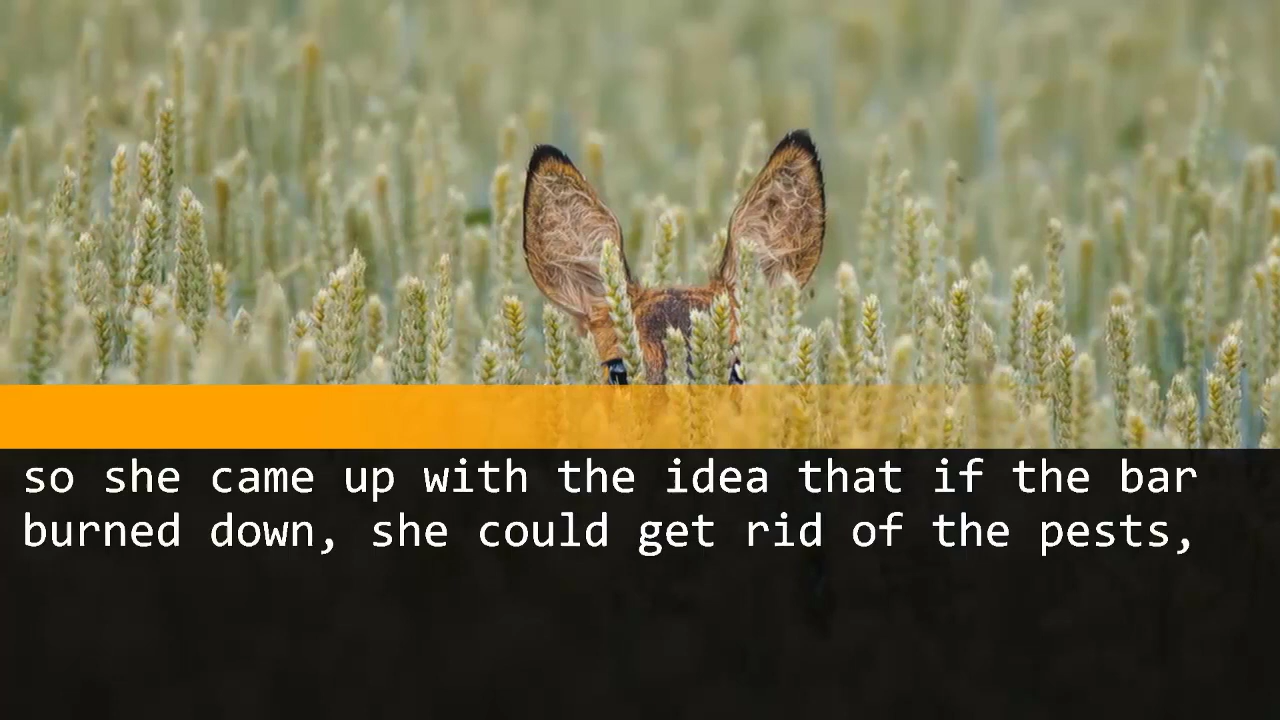 so she came up with the idea that if the bar
burned down, she could get rid of the pests,